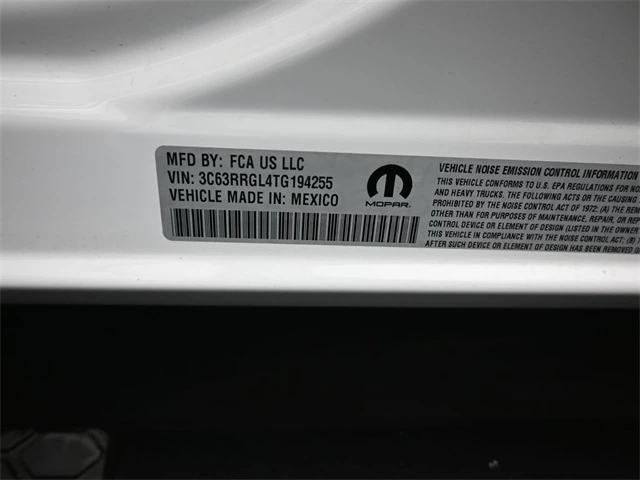 MFD BY: FCA US LLC
VIN: 3C63RRGL4TG194255
VEHICLE MADE IN: MEXICO
MOPAR.
VEHICLE NOISE EMISSION CONTROL INFORMATION
THIS VEHICLE CONFORMS TO U.S. EPA REGULATIONS FOR NO
AND HEAVY TRUCKS. THE FOLLOWING ACTS OR THE CAUSING
PROHIBITED BY THE NOISE CONTROL ACT OF 1972: (A) THE REM
OTHER THAN FOR PURPOSES OF MAINTENANCE, REPAIR, OR REP
CONTROL DEVICE OR ELEMENT OF DESIGN (LISTED IN THE OWNER
THIS VEHICLE IN COMPLIANCE WITH THE NOISE CONTROL ACT; (B)
AFTER SUCH DEVICE OR ELEMENT OF DESIGN HAS BEEN REMOVED